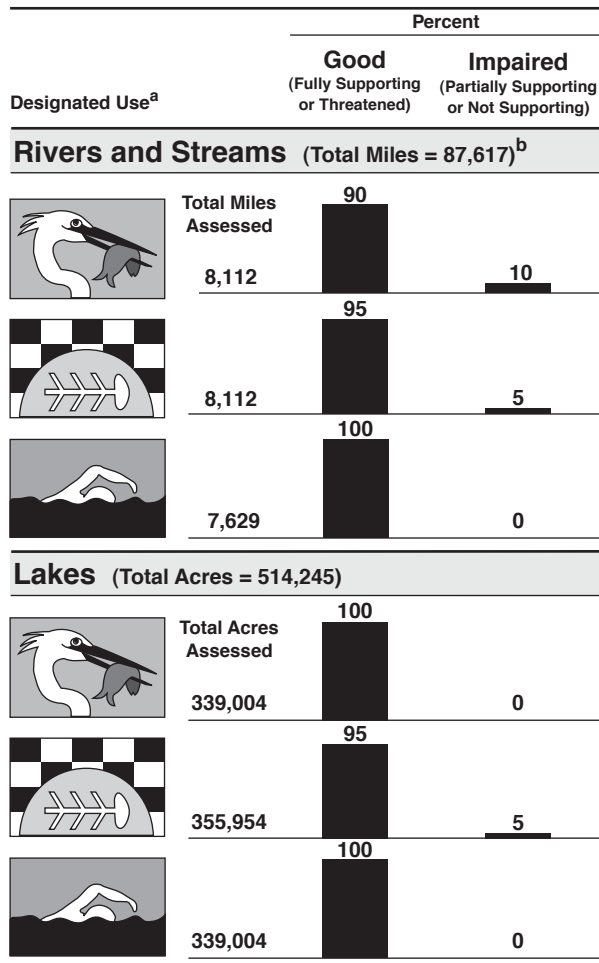 Percent
Good
(Fully Supporting
or Threatened)
Impaired
(Partially Supporting
or Not Supporting)
Designated Useᵃ
Rivers and Streams (Total Miles = 87,617)ᵇ
Total Miles
Assessed
90
8,112
10
95
8,112
5
100
7,629
0
Lakes (Total Acres = 514,245)
Total Acres
Assessed
100
339,004
0
95
355,954
5
100
339,004
0